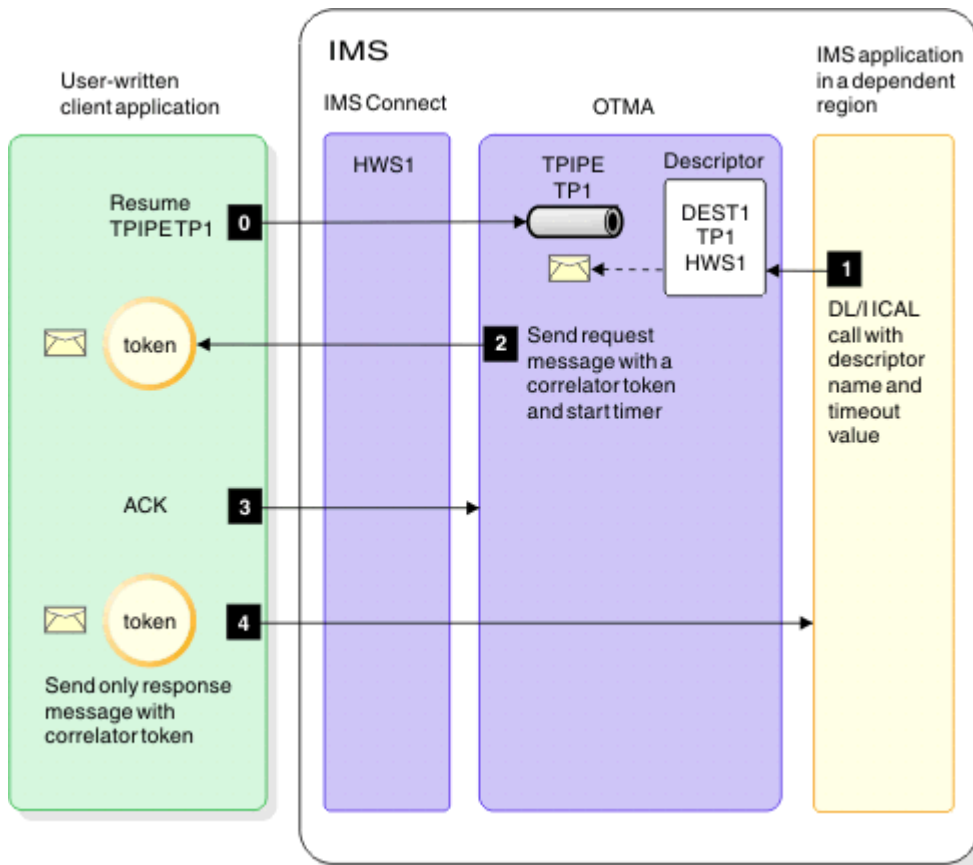 IMS
User-written
client application
IMS Connect
OTMA
IMS application
in a dependent
region
HWS1
TPIPE
TP1
Descriptor
DEST1
TP1
HWS1
Resume
TPIPE TP1
0
1
DL/I ICAL
call with
descriptor
name and
timeout
value
token
2
Send request
message with a
correlator token
and start timer
ACK
3
token
4
Send only response
message with
correlator token